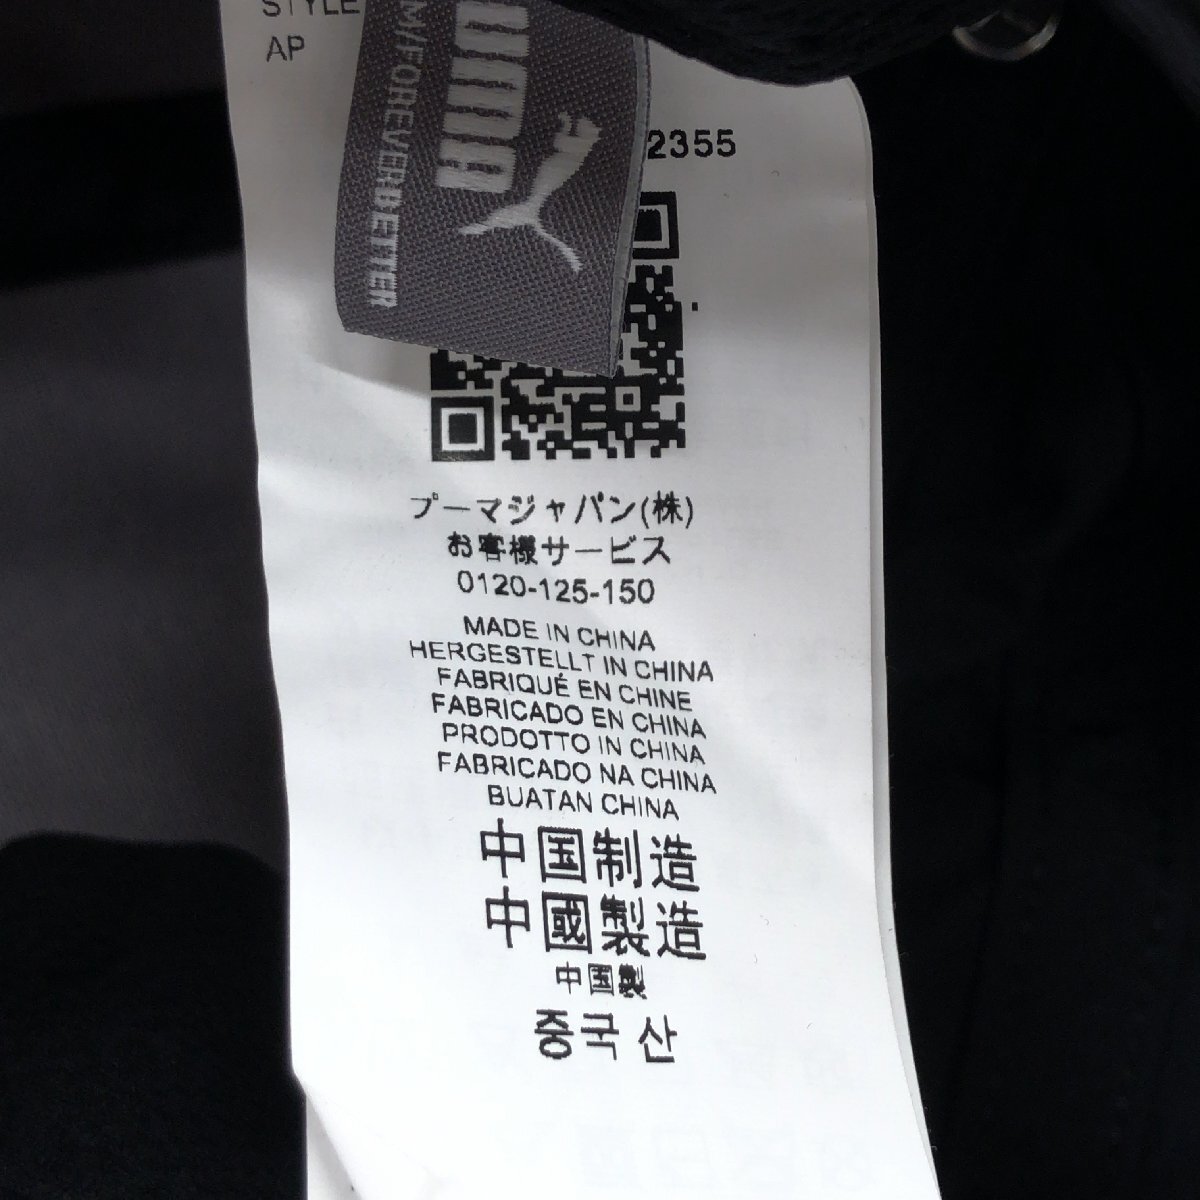 STYLE
AP
PUMA
M/FOREVERBETTER
2355
プーマジャパン(株)
お客様サービス
0120-125-150
MADE IN CHINA
HERGESTELLT IN CHINA
FABRIQUÉ EN CHINE
FABRICADO EN CHINA
PRODOTTO IN CHINA
FABRICADO NA CHINA
BUATAN CHINA
中国制造
中國製造
中国製
중국산